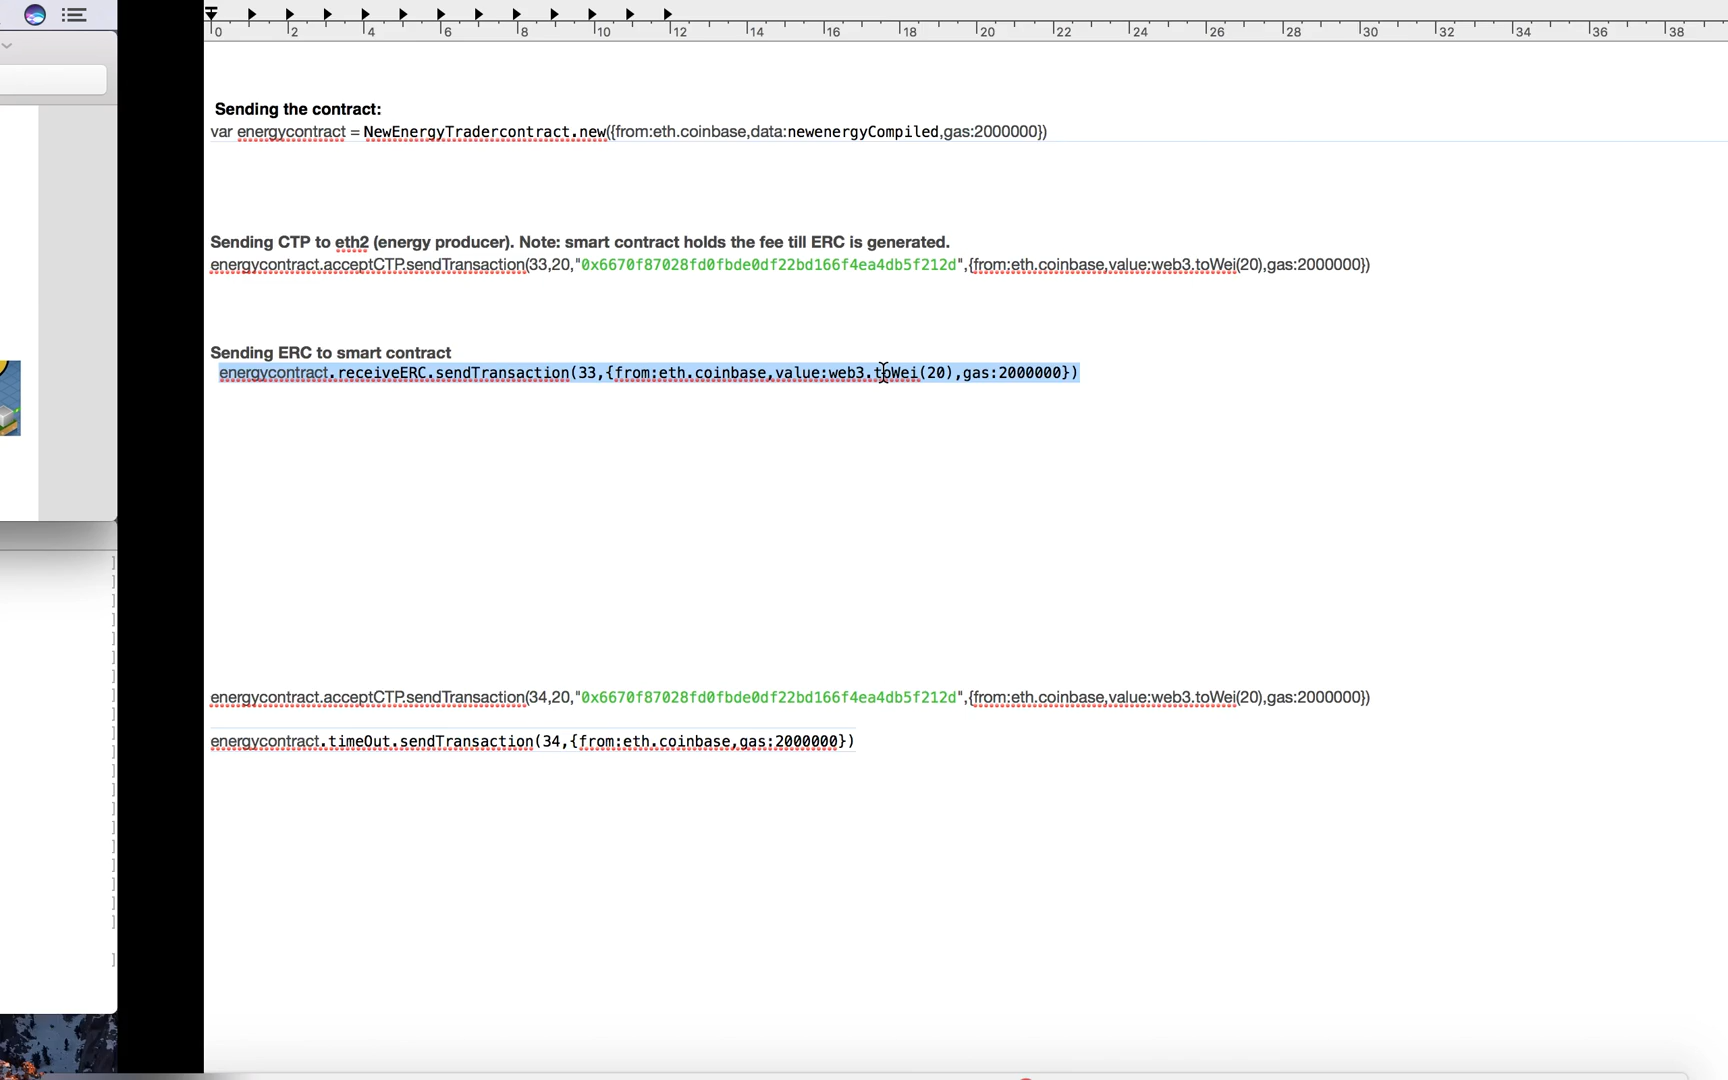 0 2 4 6 8 10 12 14 16 18 20 22 24 26 28 30 32 34 36 38
Sending the contract:
var energycontract = NewEnergyTradercontract.new({from:eth.coinbase,data:newenergyCompiled,gas:2000000})
Sending CTP to eth2 (energy producer). Note: smart contract holds the fee till ERC is generated.
energycontract.acceptCTP.sendTransaction(33,20,"0x6670f87028fd0fbde0df22bd166f4ea4db5f212d",{from:eth.coinbase,value:web3.toWei(20),gas:2000000})
Sending ERC to smart contract
energycontract.receiveERC.sendTransaction(33,{from:eth.coinbase,value:web3.toWei(20),gas:2000000})
energycontract.acceptCTP.sendTransaction(34,20,"0x6670f87028fd0fbde0df22bd166f4ea4db5f212d",{from:eth.coinbase,value:web3.toWei(20),gas:2000000})
energycontract.timeOut.sendTransaction(34,{from:eth.coinbase,gas:2000000})